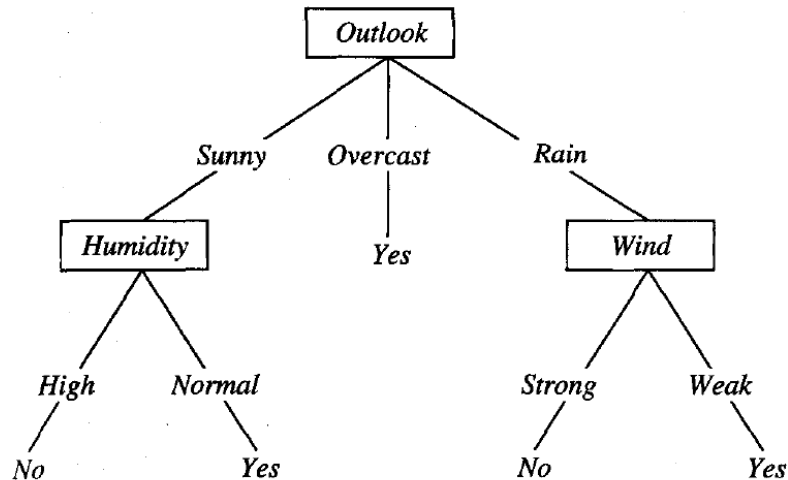 Outlook
Sunny Overcast Rain
Humidity Yes Wind
High Normal Strong Weak
No Yes No Yes